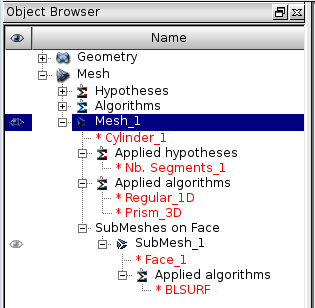 Object Browser
Name
Geometry
Mesh
Hypotheses
Algorithms
Mesh_1
* Cylinder_1
Applied hypotheses
* Nb. Segments_1
Applied algorithms
* Regular_1D
* Prism_3D
SubMeshes on Face
SubMesh_1
* Face_1
Applied algorithms
* BLSURF